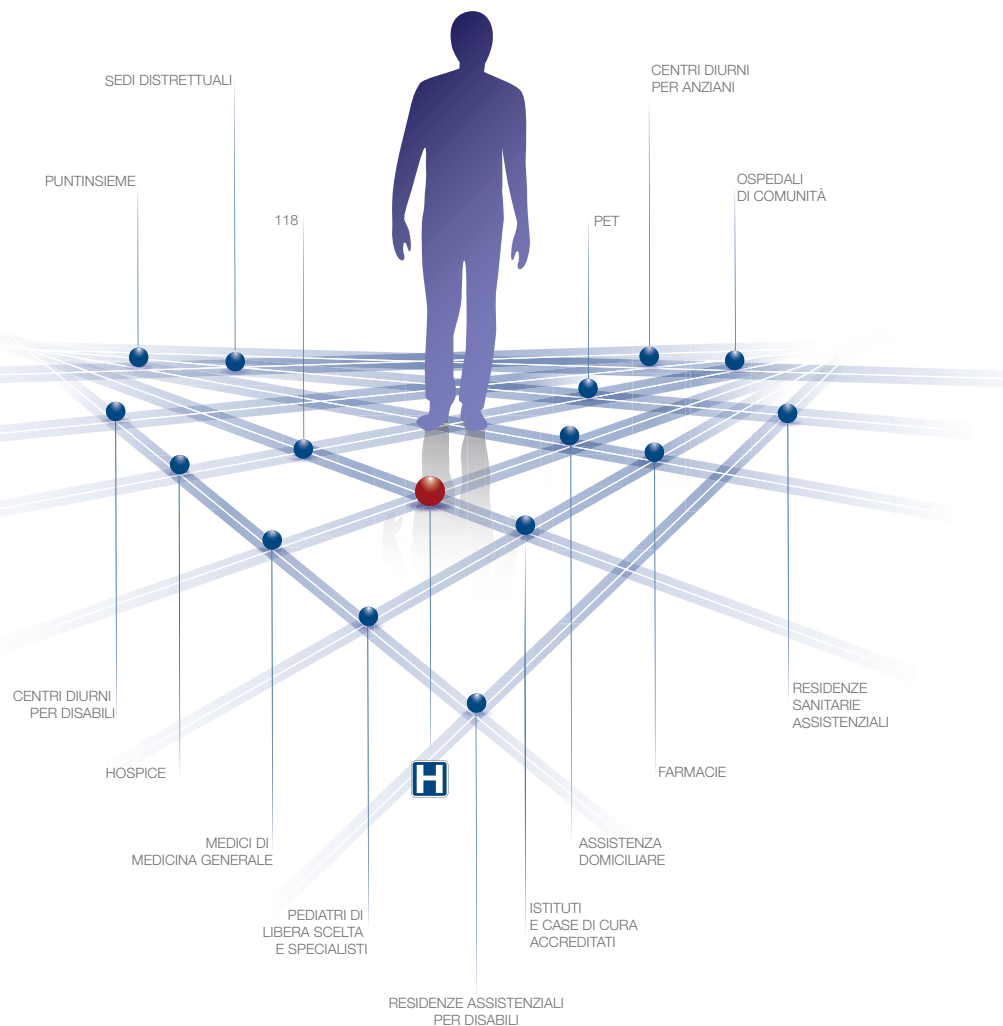 CENTRI DIURNI
PER ANZIANI
SEDI DISTRETTUALI
PUNTINSIEME
OSPEDALI
DI COMUNITÀ
118
PET
CENTRI DIURNI
PER DISABILI
RESIDENZE
SANITARIE
ASSISTENZIALI
HOSPICE
H
FARMACIE
MEDICI DI
MEDICINA GENERALE
ASSISTENZA
DOMICILIARE
PEDIATRI DI
LIBERA SCELTA
E SPECIALISTI
ISTITUTI
E CASE DI CURA
ACCREDITATI
RESIDENZE ASSISTENZIALI
PER DISABILI